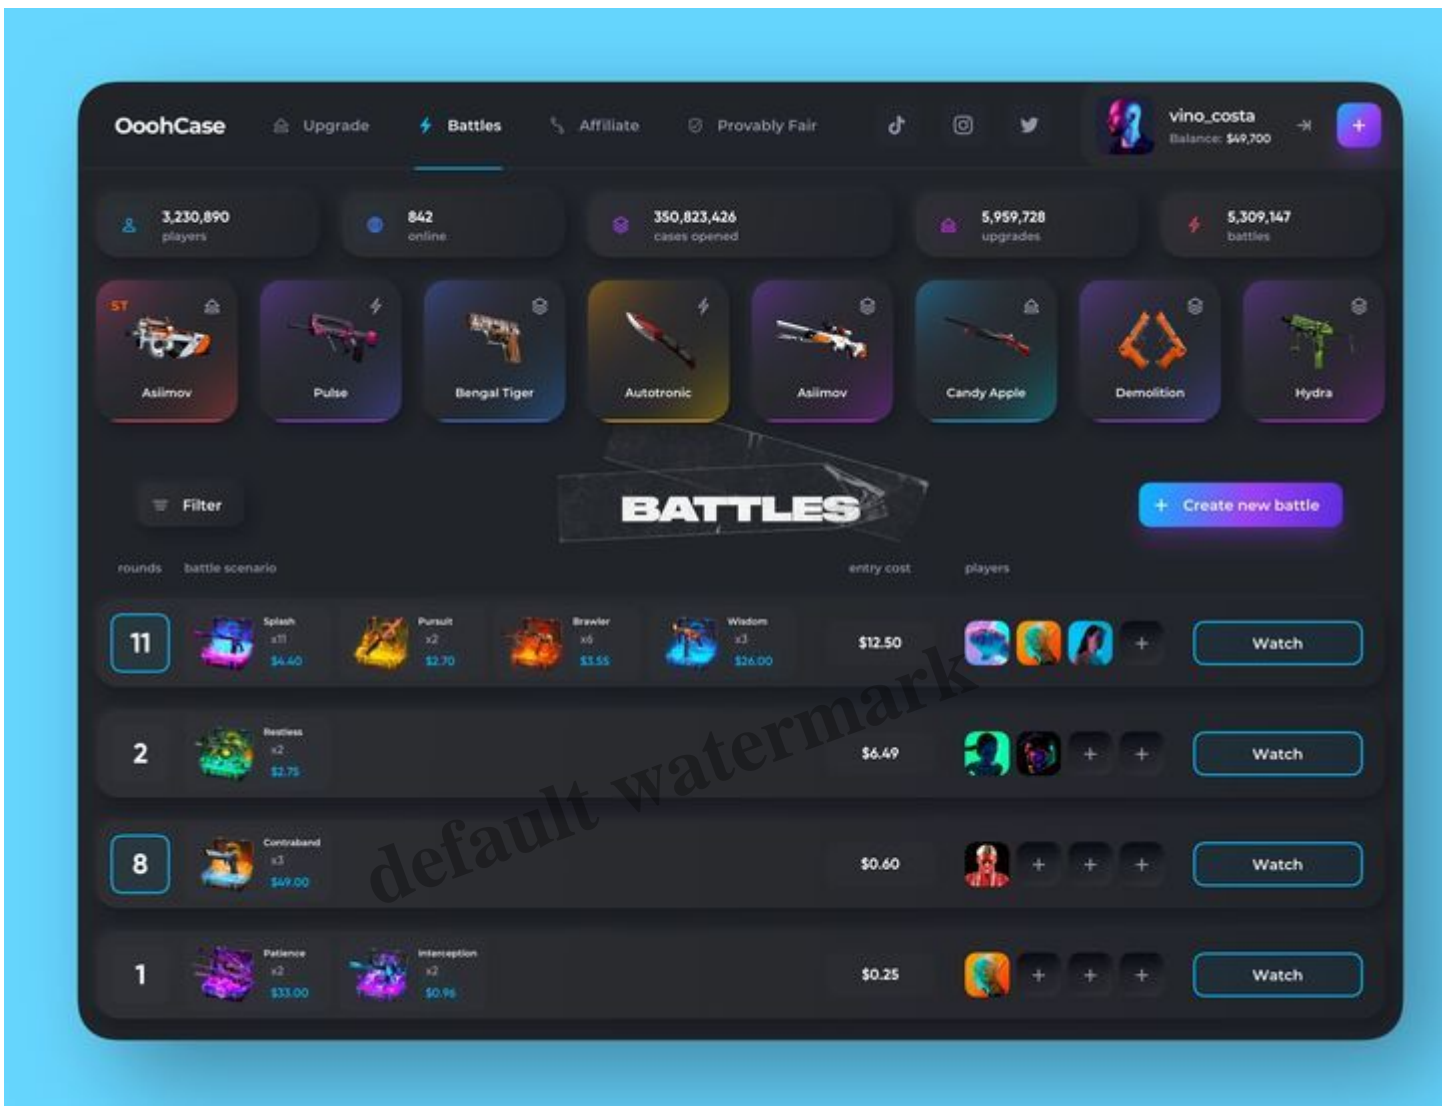 OoohCase Upgrade Battles Affiliate Provably Fair vino_costa
Balance: $49,700
3,230,890 842 350,823,426 5,959,728 5,309,147
players online cases opened upgrades battles
ST
Asiimov Pulse Bengal Tiger Autotronic Asiimov Candy Apple Demolition Hydra
Filter BATTLES + Create new battle
rounds battle scenario entry cost players
11 Splash x11 $4.40 Pursuit x2 $2.70 Brawler x6 $3.55 Wisdom x3 $26.00 $12.50 + Watch
2 Restless x2 $2.75 $6.49 + + Watch
8 Contraband x3 $49.00 $0.60 + + + Watch
1 Patience x2 $33.00 Interception x2 $0.96 $0.25 + + + Watch
default watermark